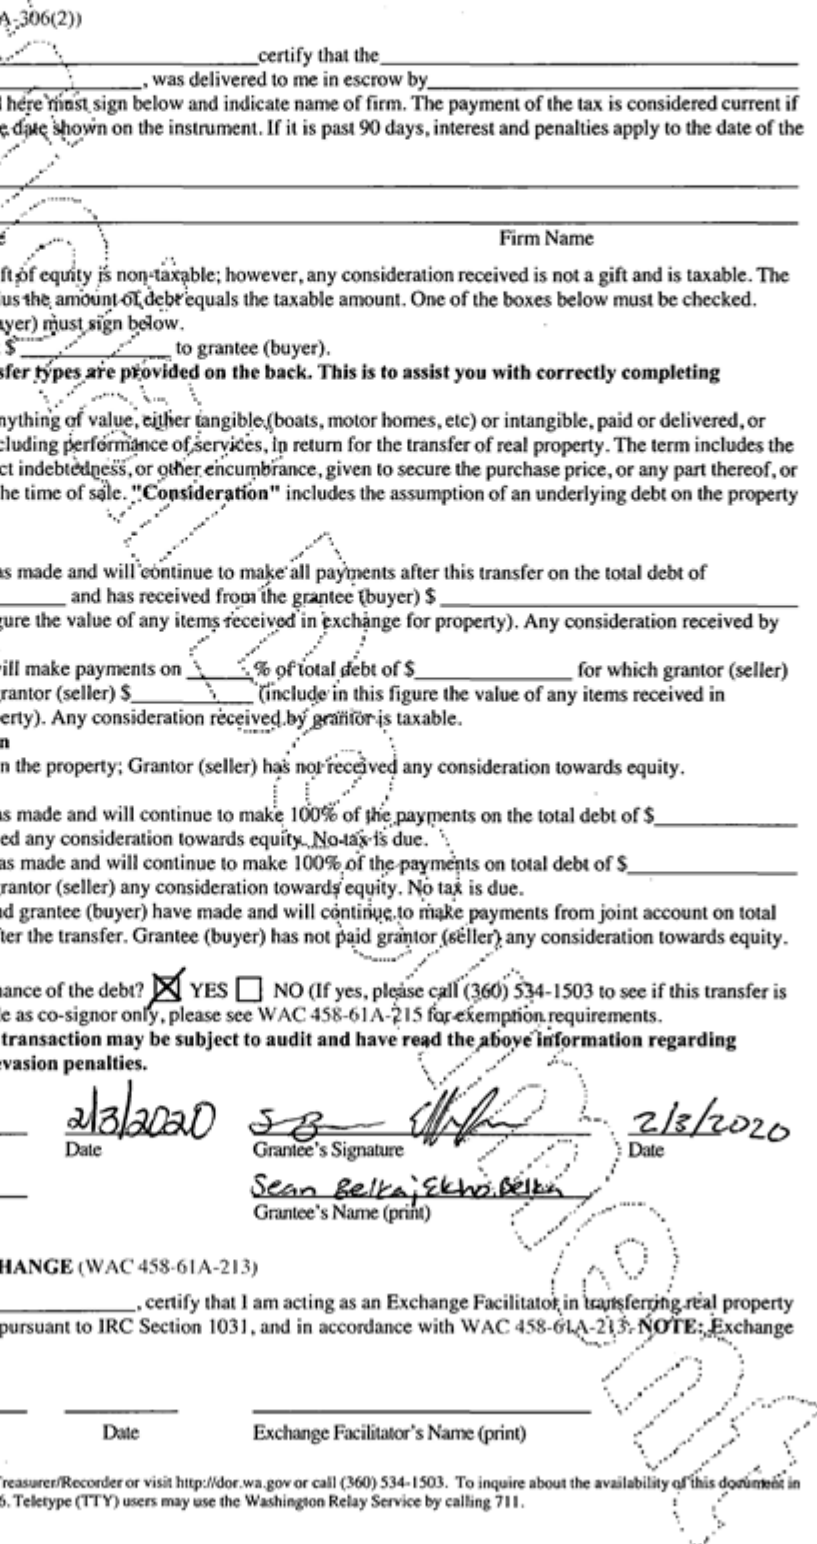 A-306(2))
certify that the
, was delivered to me in escrow by
here must sign below and indicate name of firm. The payment of the tax is considered current if
date shown on the instrument. If it is past 90 days, interest and penalties apply to the date of the
Firm Name
ft of equity is non-taxable; however, any consideration received is not a gift and is taxable. The
us the amount of debt equals the taxable amount. One of the boxes below must be checked.
yer) must sign below.
$ to grantee (buyer).
sfer types are provided on the back. This is to assist you with correctly completing
nything of value, either tangible (boats, motor homes, etc) or intangible, paid or delivered, or
cluding performance of services, in return for the transfer of real property. The term includes the
ct indebtedness, or other encumbrance, given to secure the purchase price, or any part thereof, or
he time of sale. "Consideration" includes the assumption of an underlying debt on the property
as made and will continue to make all payments after this transfer on the total debt of
and has received from the grantee (buyer) $
gure the value of any items received in exchange for property). Any consideration received by
ill make payments on % of total debt of $ for which grantor (seller)
rantor (seller) $ (include in this figure the value of any items received in
erty). Any consideration received by grantor is taxable.
n
n the property; Grantor (seller) has not received any consideration towards equity.
as made and will continue to make 100% of the payments on the total debt of $
ed any consideration towards equity. No tax is due.
as made and will continue to make 100% of the payments on total debt of $
rantor (seller) any consideration towards equity. No tax is due.
nd grantee (buyer) have made and will continue to make payments from joint account on total
ter the transfer. Grantee (buyer) has not paid grantor (seller) any consideration towards equity.
nance of the debt? YES NO (If yes, please call (360) 534-1503 to see if this transfer is
e as co-signor only, please see WAC 458-61A-215 for exemption requirements.
transaction may be subject to audit and have read the above information regarding
vasion penalties.
2/3/2020 2/3/2020
Date Grantee's Signature Date
Sean Belka; Ekho Belka
Grantee's Name (print)
HANGE (WAC 458-61A-213)
, certify that I am acting as an Exchange Facilitator in transferring real property
pursuant to IRC Section 1031, and in accordance with WAC 458-61A-213. NOTE: Exchange
Date Exchange Facilitator's Name (print)
Treasurer/Recorder or visit http://dor.wa.gov or call (360) 534-1503. To inquire about the availability of this document in
6. Teletype (TTY) users may use the Washington Relay Service by calling 711.